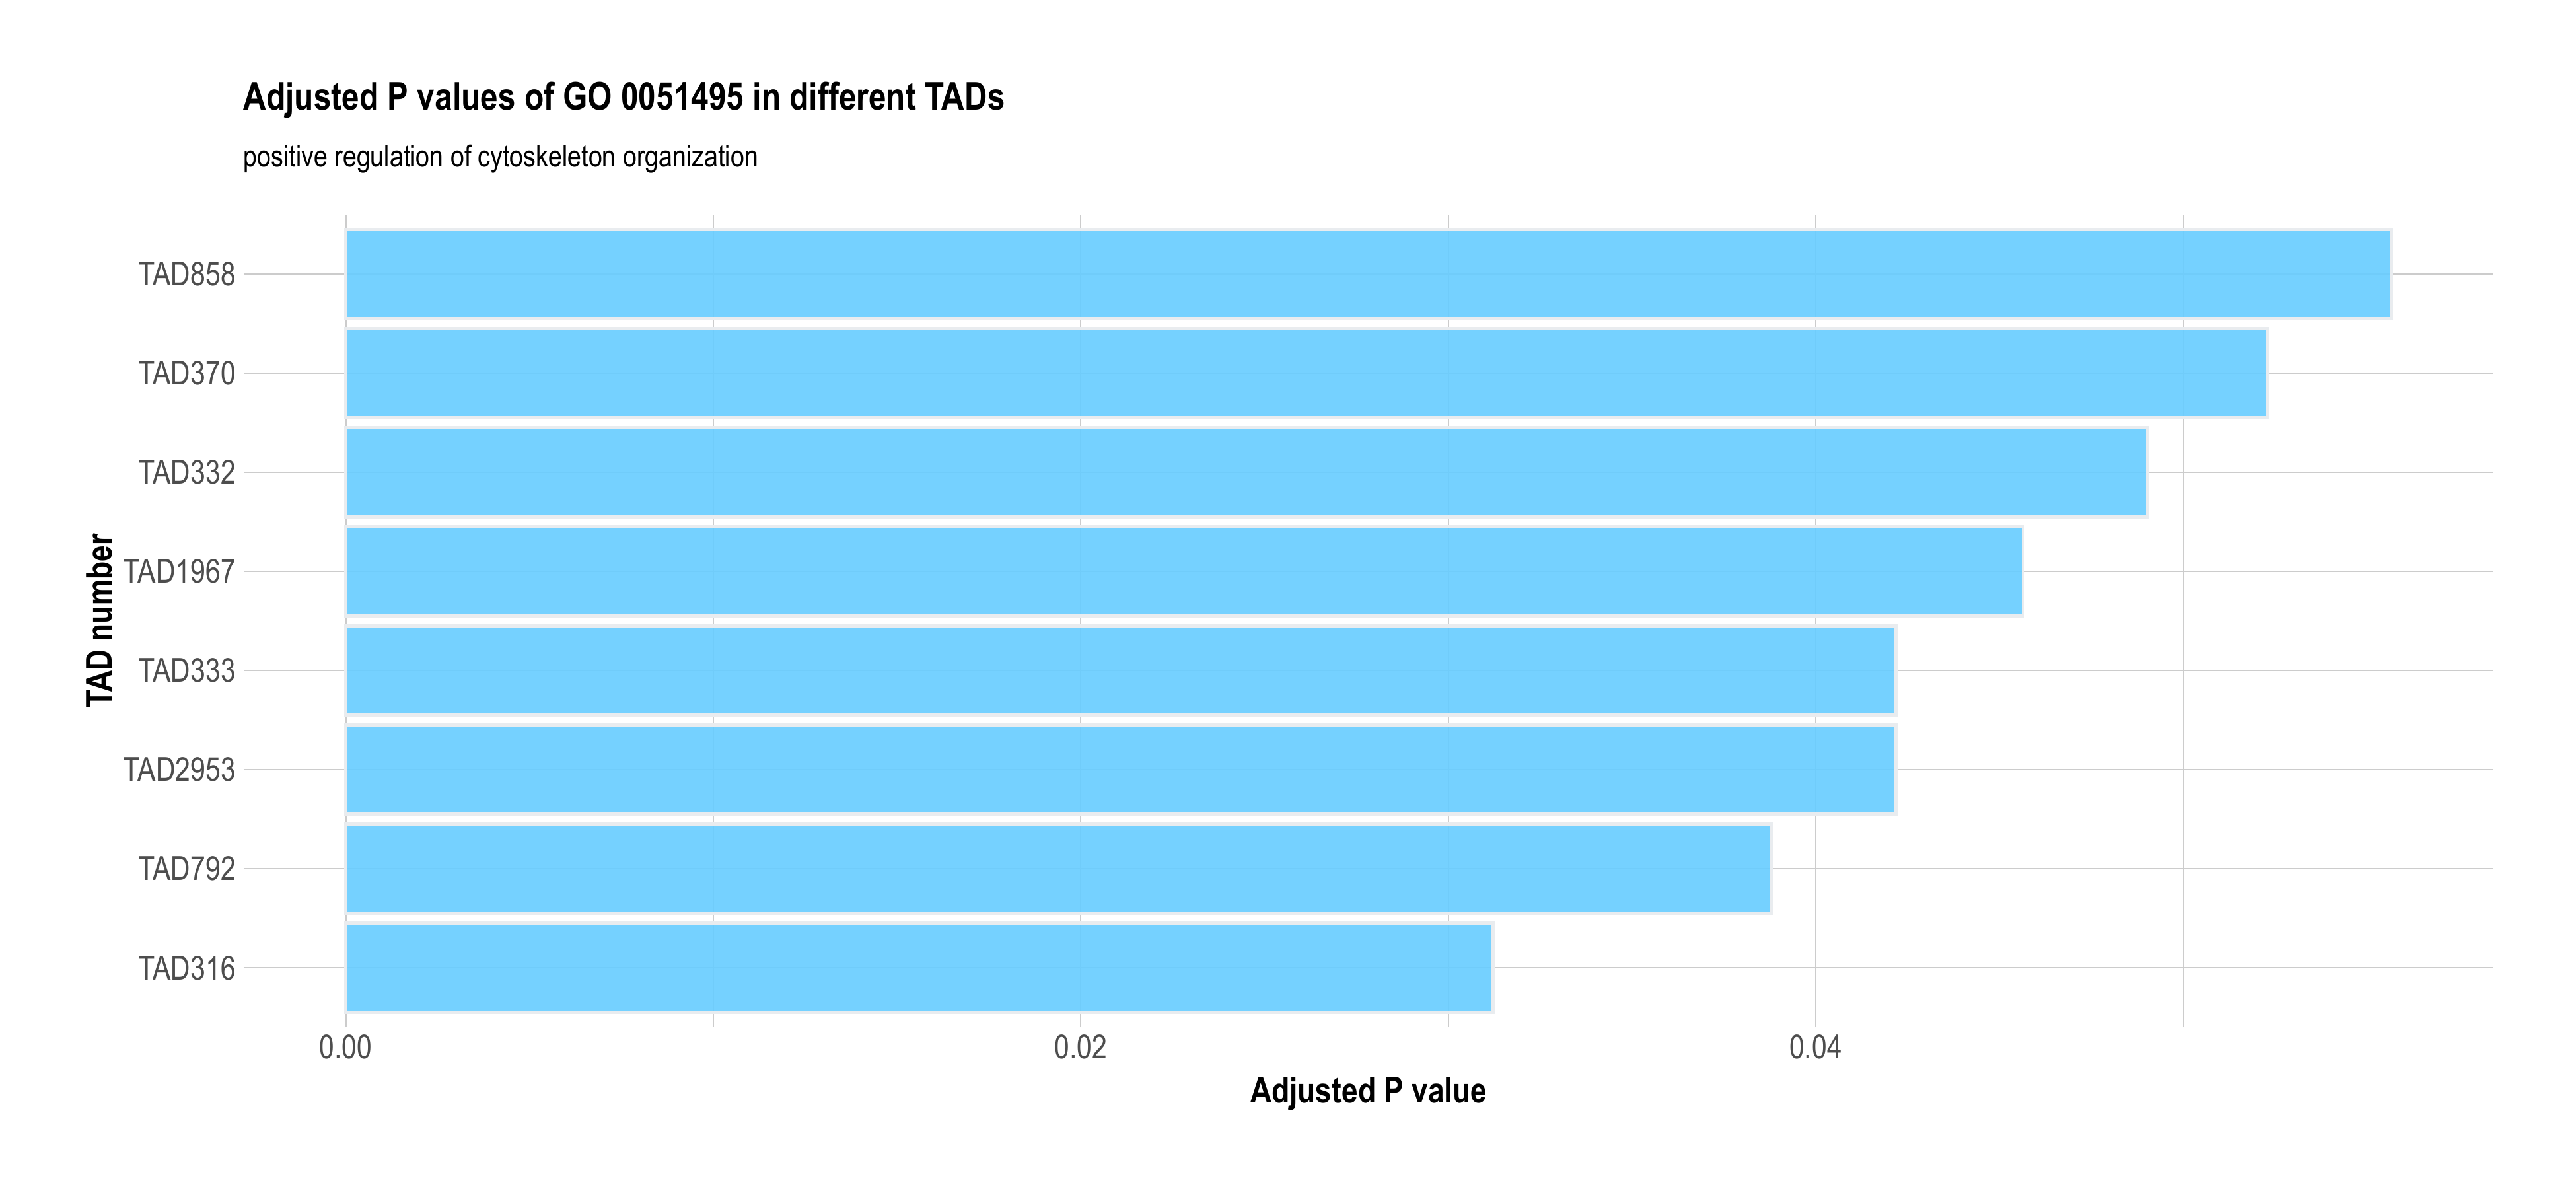 Adjusted P values of GO 0051495 in different TADs
positive regulation of cytoskeleton organization
TAD number
TAD858
TAD370
TAD332
TAD1967
TAD333
TAD2953
TAD792
TAD316
0.00 0.02 0.04
Adjusted P value